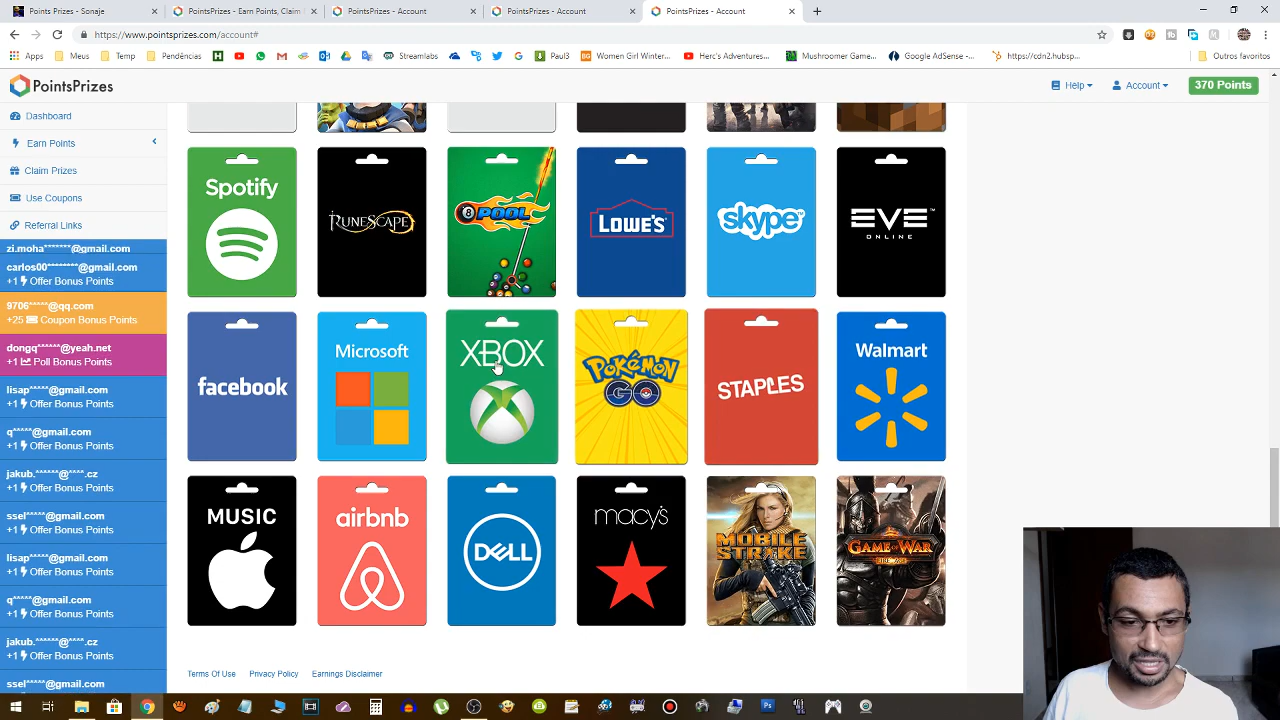 PointsPrizes - Sonaje
PointsPrizes - Earn Points, Claim
PointsPrizes - Account
PointsPrizes - Account
PointsPrizes - Account
https://www.pointsprizes.com/account#
Apps
Meus
Temp
Pendências
Streamlabs
Paul3
Women Girl Winter...
Herc's Adventures...
Mushroomer Game...
Google AdSense -...
https://cdn2.hubsp...
Outros favoritos
PointsPrizes
Help
Account
370 Points
Dashboard
Earn Points
Claim Prizes
Use Coupons
Referral Links
zi.moha*******@gmail.com
carlos00********@gmail.com
+1 Offer Bonus Points
9706*****@qq.com
+25 Coupon Bonus Points
dongq*******@yeah.net
+1 Poll Bonus Points
lisap*****@gmail.com
+1 Offer Bonus Points
q*****@gmail.com
+1 Offer Bonus Points
jakub.*******@****.cz
+1 Offer Bonus Points
ssel*****@gmail.com
+1 Offer Bonus Points
lisap*****@gmail.com
+1 Offer Bonus Points
q*****@gmail.com
+1 Offer Bonus Points
jakub.*******@****.cz
+1 Offer Bonus Points
ssel*****@gmail.com
Spotify
RUNESCAPE
8 POOL
LOWE'S
skype™
EVE™
ONLINE
facebook
Microsoft
XBOX
POKÉMON
GO
STAPLES
Walmart
MUSIC
airbnb
DELL
macy's
MOBILE
STRIKE
GAME OF WAR
FIRE AGE
Terms Of Use
Privacy Policy
Earnings Disclaimer